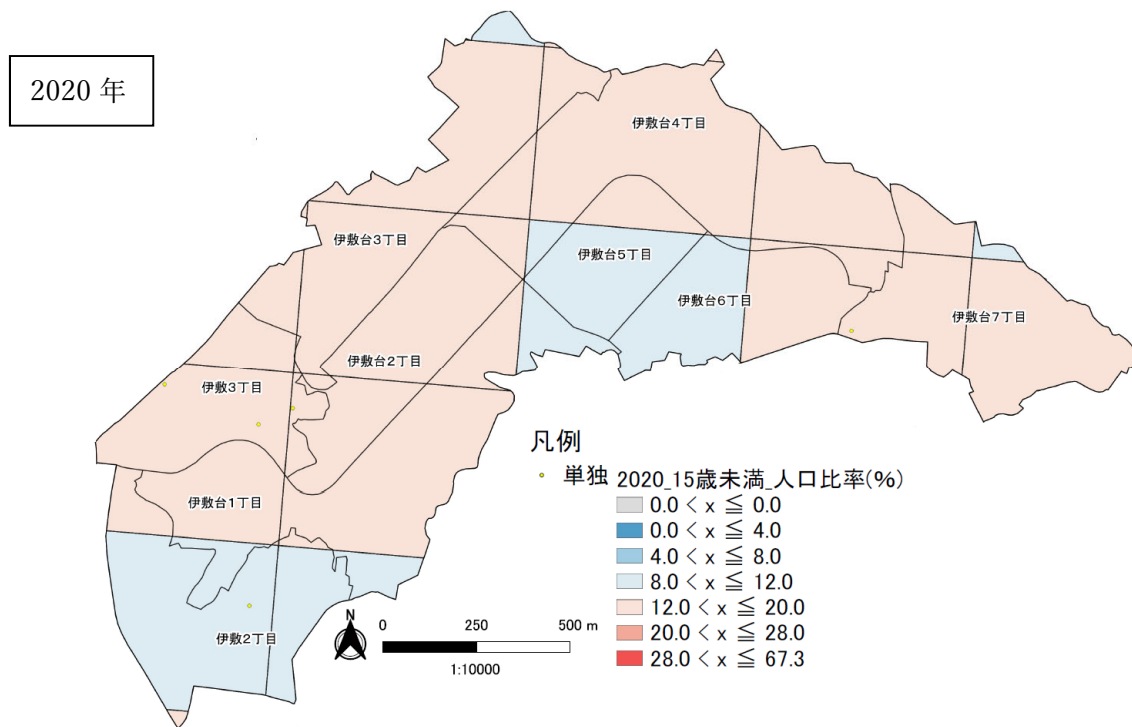 2020 年
伊敷台4丁目
伊敷台3丁目
伊敷台5丁目
伊敷台6丁目
伊敷台7丁目
伊敷台2丁目
伊敷3丁目
伊敷台1丁目
伊敷2丁目
凡例
単独
2020_15歳未満_人口比率(%)
0.0 < x ≦ 0.0
0.0 < x ≦ 4.0
4.0 < x ≦ 8.0
8.0 < x ≦ 12.0
12.0 < x ≦ 20.0
20.0 < x ≦ 28.0
28.0 < x ≦ 67.3
N
0 250 500 m
1:10000